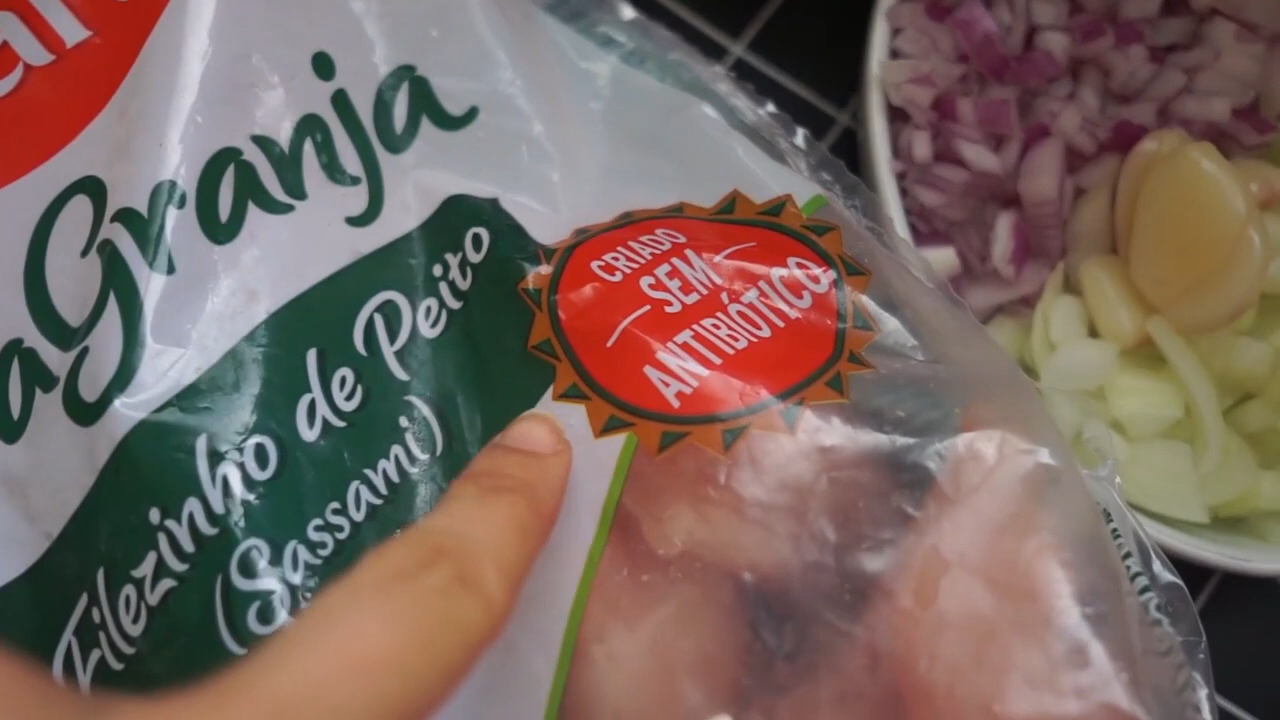 aGranja
Filezinho de Peito
(Sassami)
CRIADO
SEM
ANTIBIÓTICO